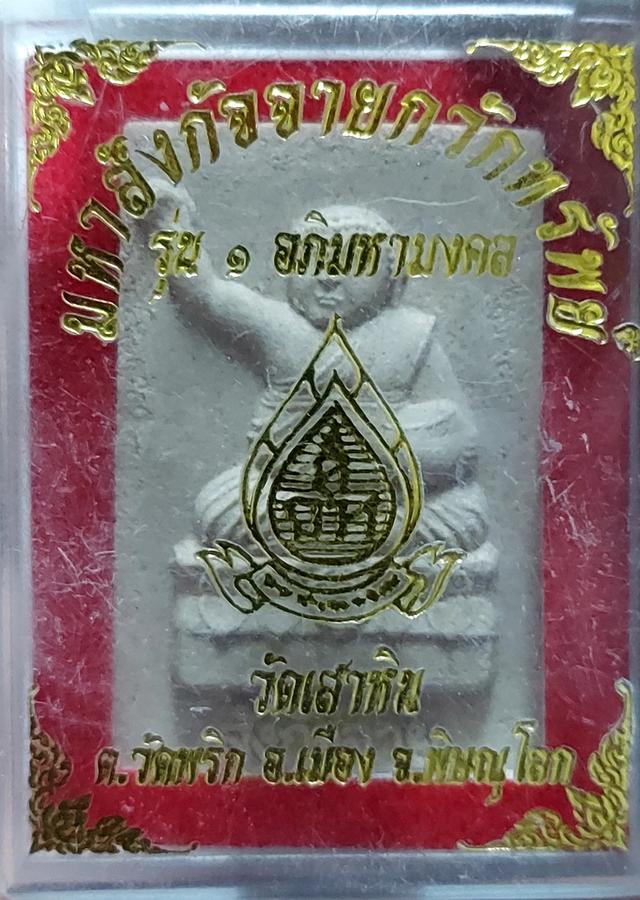 มหาสังกัจจายกวักทรัพย์
รุ่น ๑ อภิมหามงคล
วัดเสาหิน
ต.วัดพริก อ.เมือง จ.พิษณุโลก